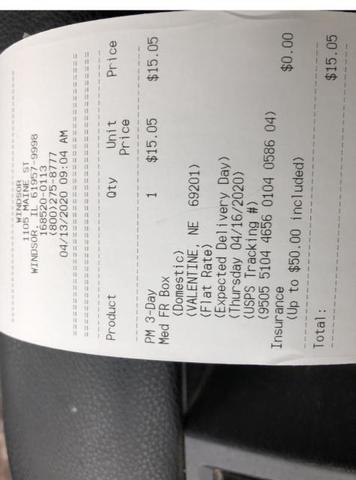 WINDSOR
1105 MAINE ST
WINDSOR, IL 61957-9998
168520-0113
(800)275-8777
04/13/2020 09:04 AM
Product Qty Unit Price
Price
PM 3-Day 1 $15.05 $15.05
Med FR Box
(Domestic)
(VALENTINE, NE 69201)
(Flat Rate)
(Expected Delivery Day)
(Thursday 04/16/2020)
(USPS Tracking #)
(9505 5104 4656 0104 0586 04)
Insurance $0.00
(Up to $50.00 included)
Total: $15.05